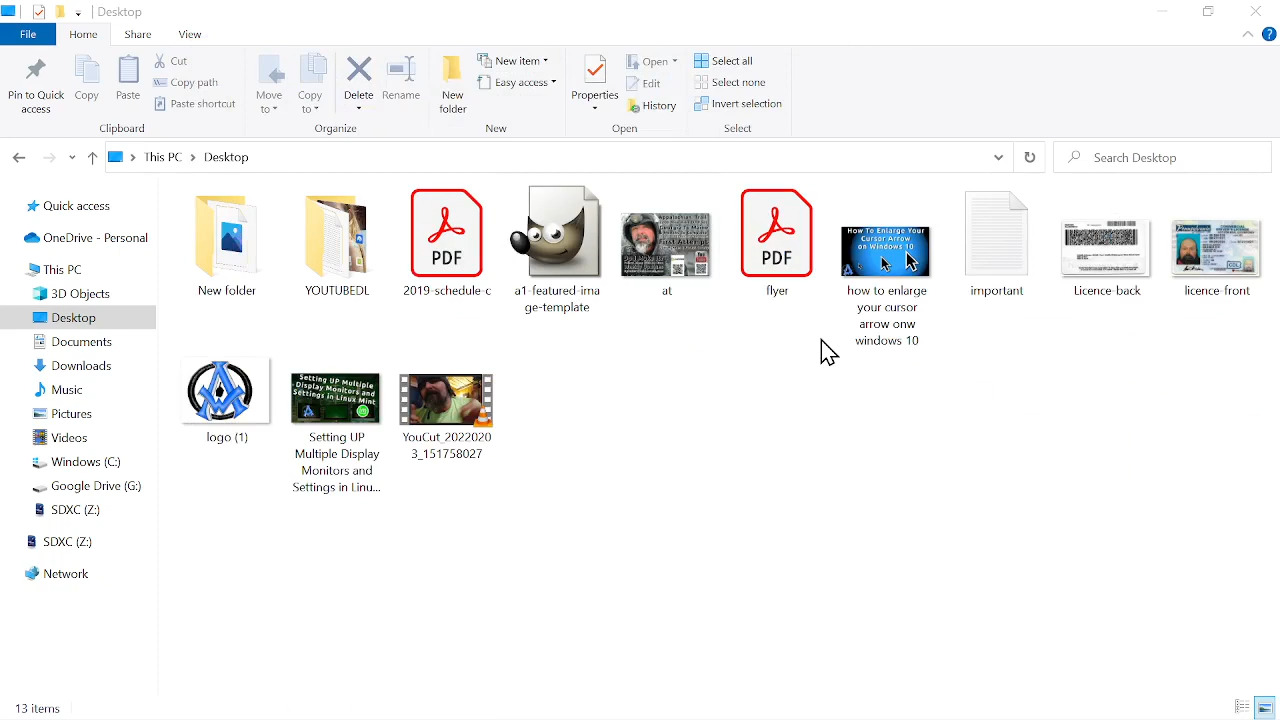 Desktop
File Home Share View
Pin to Quick access
Copy
Paste
Cut
Copy path
Paste shortcut
Clipboard
Move to
Copy to
Delete
Rename
Organize
New folder
New item
Easy access
New
Properties
Open
Edit
History
Open
Select all
Select none
Invert selection
Select
This PC Desktop
Search Desktop
Quick access
OneDrive - Personal
This PC
3D Objects
Desktop
Documents
Downloads
Music
Pictures
Videos
Windows (C:)
Google Drive (G:)
SDXC (Z:)
SDXC (Z:)
Network
New folder
YOUTUBEDL
PDF
2019-schedule-c
a1-featured-ima
ge-template
Appalachian Trail
First Attempt
at
PDF
flyer
How To Enlarge Your
Cursor Arrow
on Windows 10
how to enlarge
your cursor
arrow onw
windows 10
important
Licence-back
licence-front
logo (1)
Setting UP Multiple
Display Monitors and
Settings in Linux Mint
Setting UP
Multiple Display
Monitors and
Settings in Linu...
YouCut_2022020
3_151758027
13 items